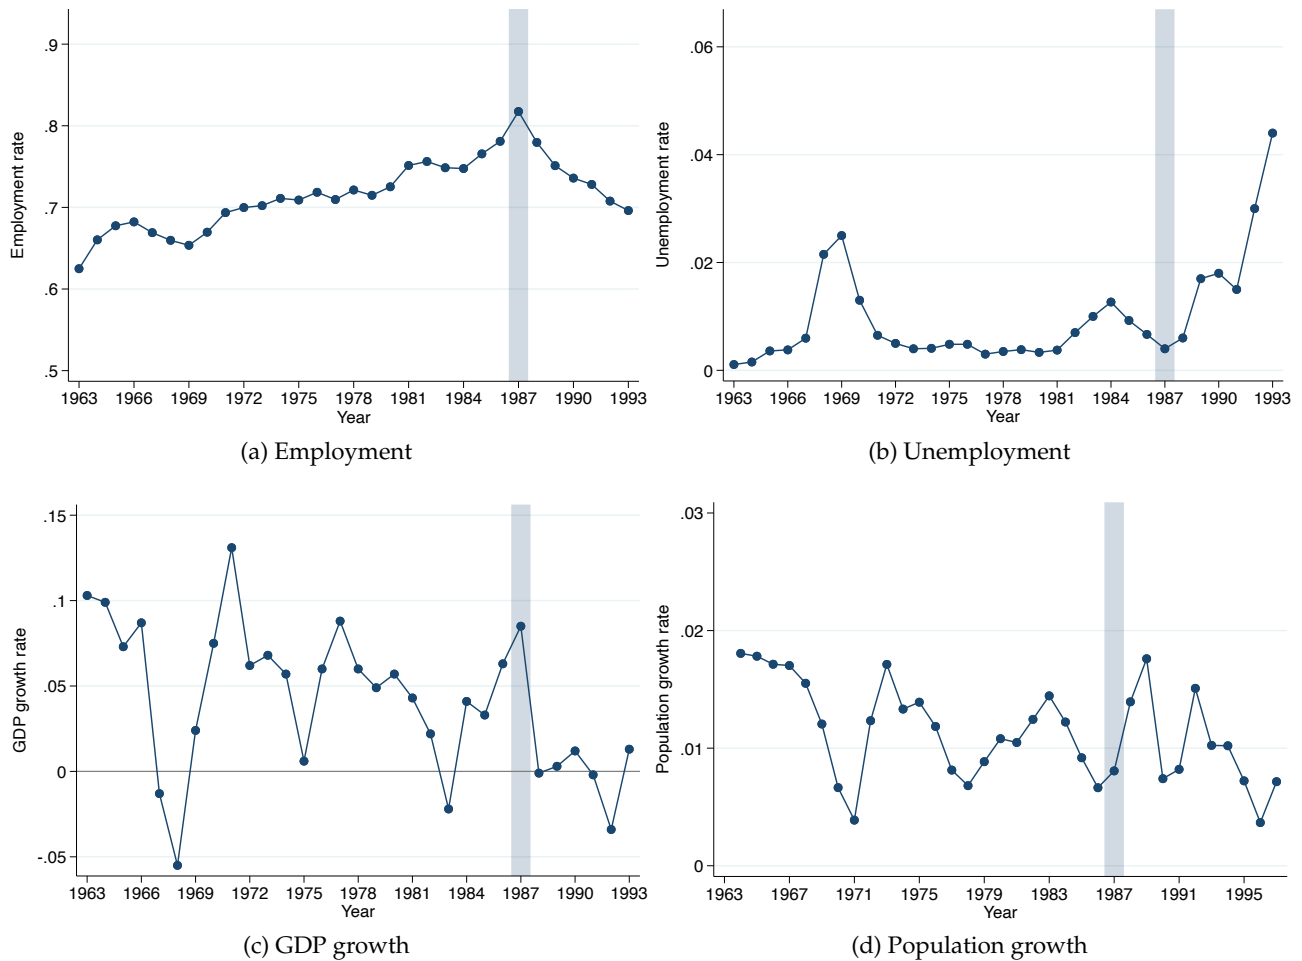 .9
.8
.7
.6
.5
Employment rate
1963 1966 1969 1972 1975 1978 1981 1984 1987 1990 1993
Year
(a) Employment
.06
.04
.02
0
Unemployment rate
1963 1966 1969 1972 1975 1978 1981 1984 1987 1990 1993
Year
(b) Unemployment
.15
.1
.05
0
-.05
GDP growth rate
1963 1966 1969 1972 1975 1978 1981 1984 1987 1990 1993
Year
(c) GDP growth
.03
.02
.01
0
Population growth rate
1963 1967 1971 1975 1979 1983 1987 1991 1995
Year
(d) Population growth